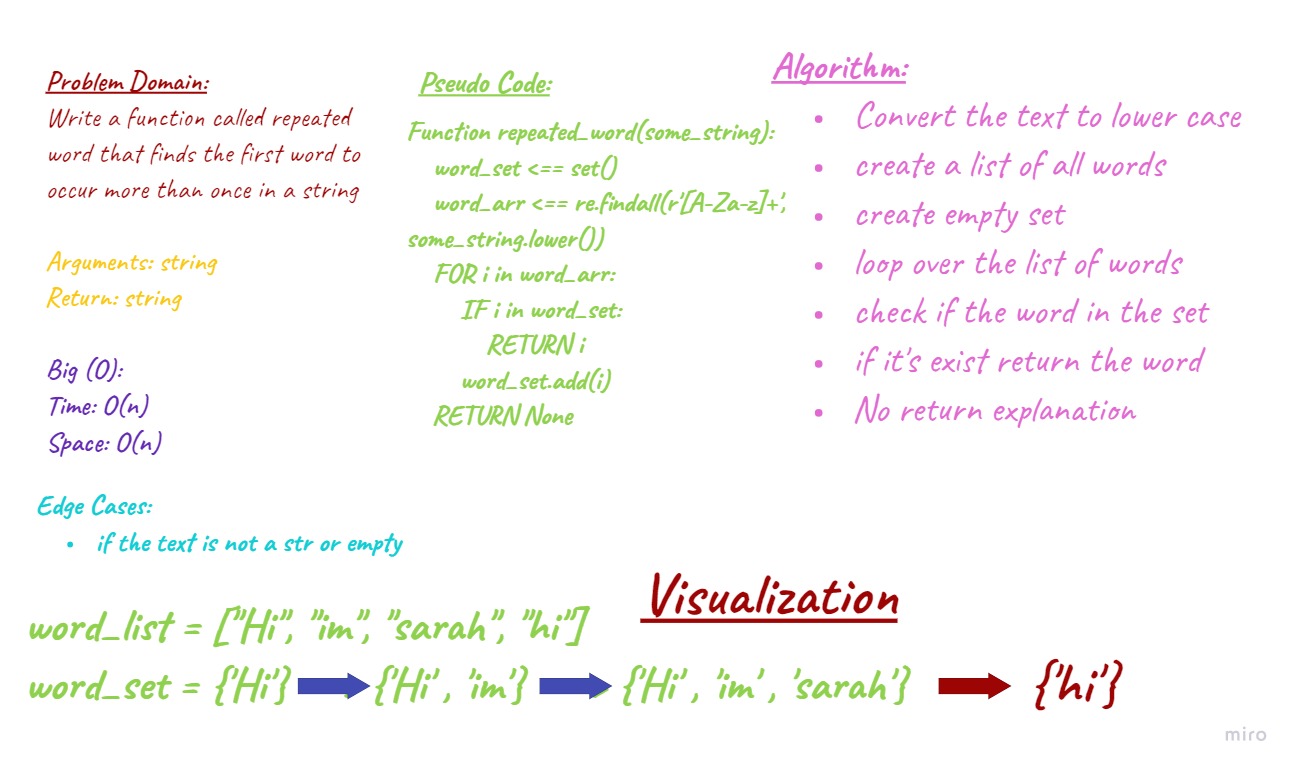 Problem Domain:
Write a function called repeated
word that finds the first word to
occur more than once in a string
Arguments: string
Return: string
Big (O):
Time: O(n)
Space: O(n)
Edge Cases:
• if the text is not a str or empty
Pseudo Code:
Function repeated_word(some_string):
word_set <== set()
word_arr <== re.findall(r'[A-Za-z]+',
some_string.lower())
FOR i in word_arr:
IF i in word_set:
RETURN i
word_set.add(i)
RETURN None
Algorithm:
• Convert the text to lower case
• create a list of all words
• create empty set
• loop over the list of words
• check if the word in the set
• if it's exist return the word
• No return explanation
Visualization
word_list = ["Hi", "im", "sarah", "hi"]
word_set = {'Hi'} {'Hi', 'im'} {'Hi', 'im', 'sarah'} {'hi'}
miro